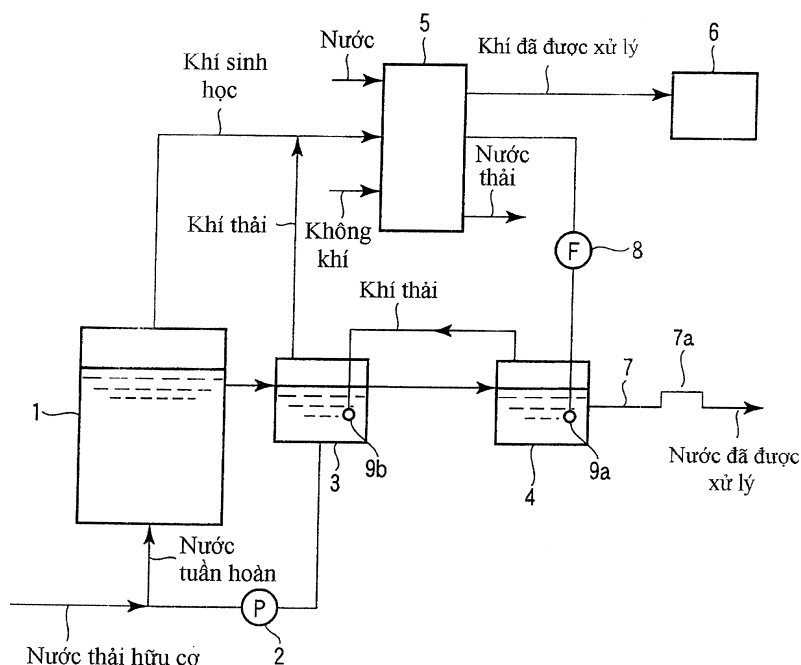 Nước
5
Khí đã được xử lý
6
Khí sinh
học
Nước
thải
Khí thải
Không
khí
F
8
Khí thải
7a
7
1
9b
9a
3
4
Nước đã được
xử lý
Nước
tuần hoàn
P
2
Nước thải hữu cơ